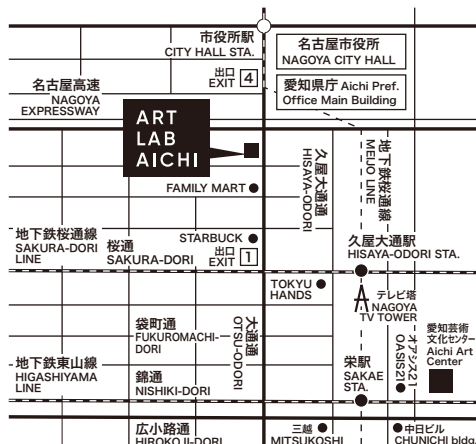 市役所駅
CITY HALL STA.
名古屋市役所
NAGOYA CITY HALL
出口
EXIT 4
愛知県庁 Aichi Pref.
Office Main Building
名古屋高速
NAGOYA
EXPRESSWAY
ART
LAB
AICHI
久屋大通
HISAYA-ODORI
地下鉄桜通線
MEIJO LINE
FAMILY MART
地下鉄桜通線
SAKURA-DORI
LINE
桜通
SAKURA-DORI
STARBUCK
出口
EXIT 1
久屋大通駅
HISAYA-ODORI STA.
TOKYU
HANDS
テレビ塔
NAGOYA
TV TOWER
大津通
OTSU-ODORI
袋町通
FUKUROMACHI-
DORI
オアシス21
OASIS21
愛知芸術
文化センター
Aichi Art
Center
地下鉄東山線
HIGASHIYAMA
LINE
錦通
NISHIKI-DORI
栄駅
SAKAE
STA.
広小路通
HIROKOJI-DORI
三越
MITSUKOSHI
中日ビル
CHUNICHI bldg.